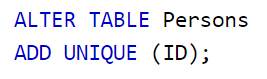 ALTER TABLE Persons
ADD UNIQUE (ID);